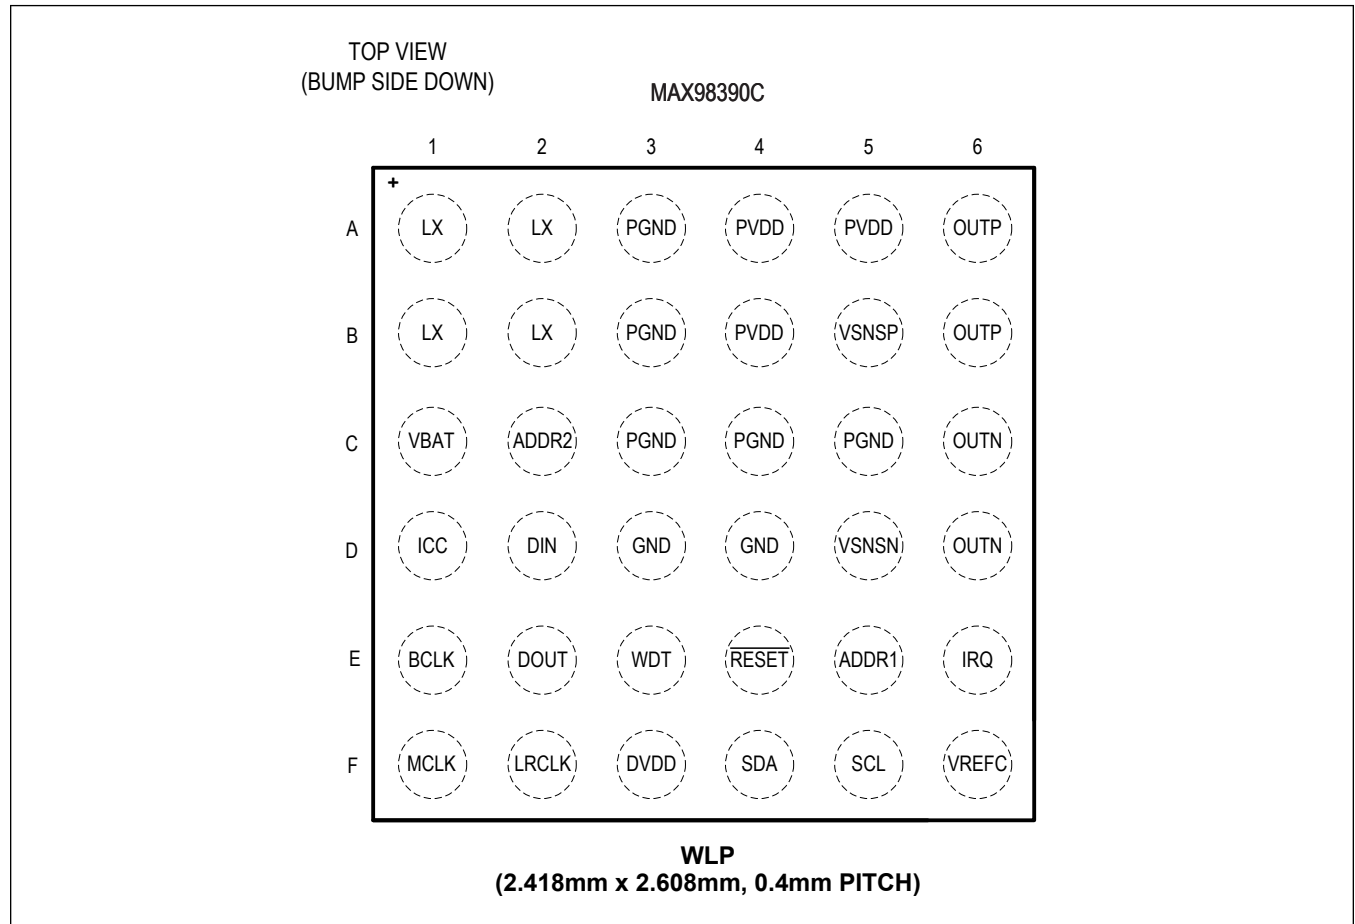 TOP VIEW
(BUMP SIDE DOWN)
MAX98390C
1 2 3 4 5 6
+
A LX LX PGND PVDD PVDD OUTP
B LX LX PGND PVDD VSNSP OUTP
C VBAT ADDR2 PGND PGND PGND OUTN
D ICC DIN GND GND VSNSN OUTN
E BCLK DOUT WDT RESET ADDR1 IRQ
F MCLK LRCLK DVDD SDA SCL VREFC
WLP
(2.418mm x 2.608mm, 0.4mm PITCH)